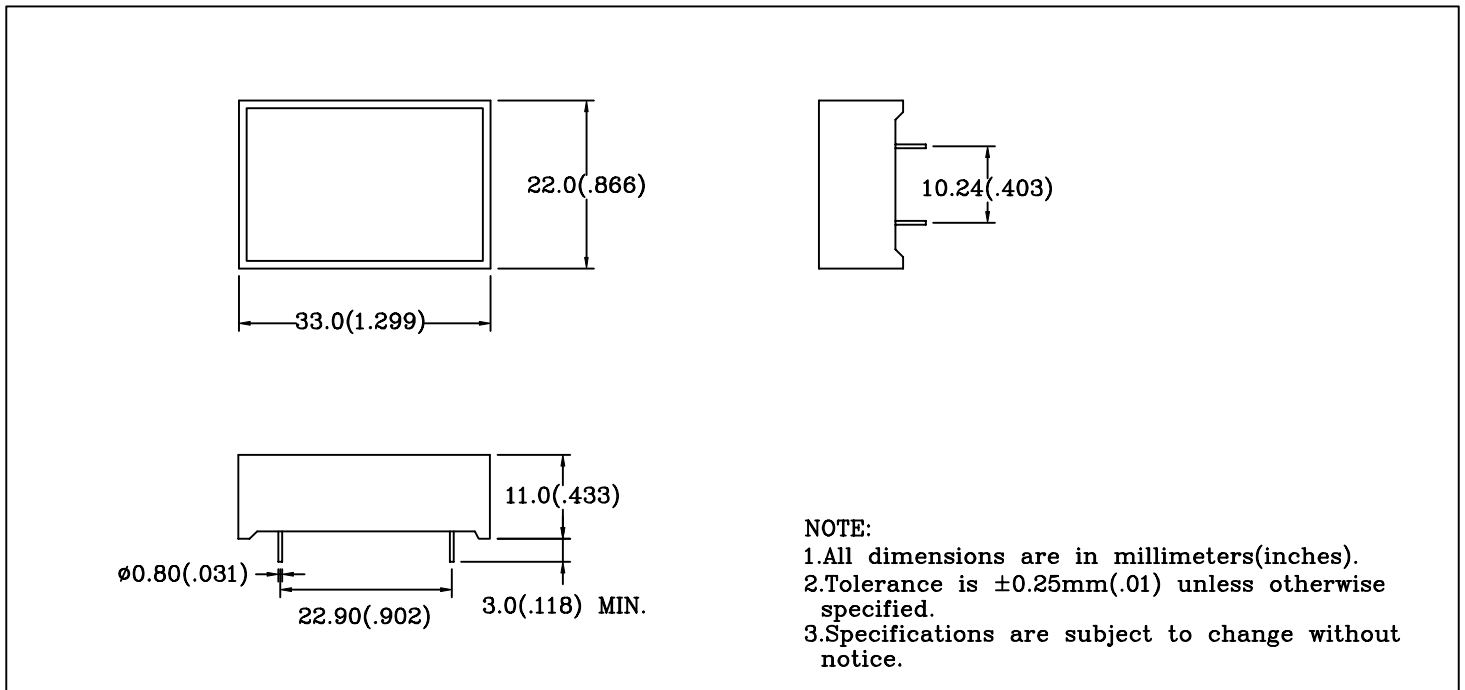 22.0(.866)
10.24(.403)
33.0(1.299)
11.0(.433)
ø0.80(.031)
22.90(.902)
3.0(.118) MIN.
NOTE:
1.All dimensions are in millimeters(inches).
2.Tolerance is ±0.25mm(.01) unless otherwise
specified.
3.Specifications are subject to change without
notice.